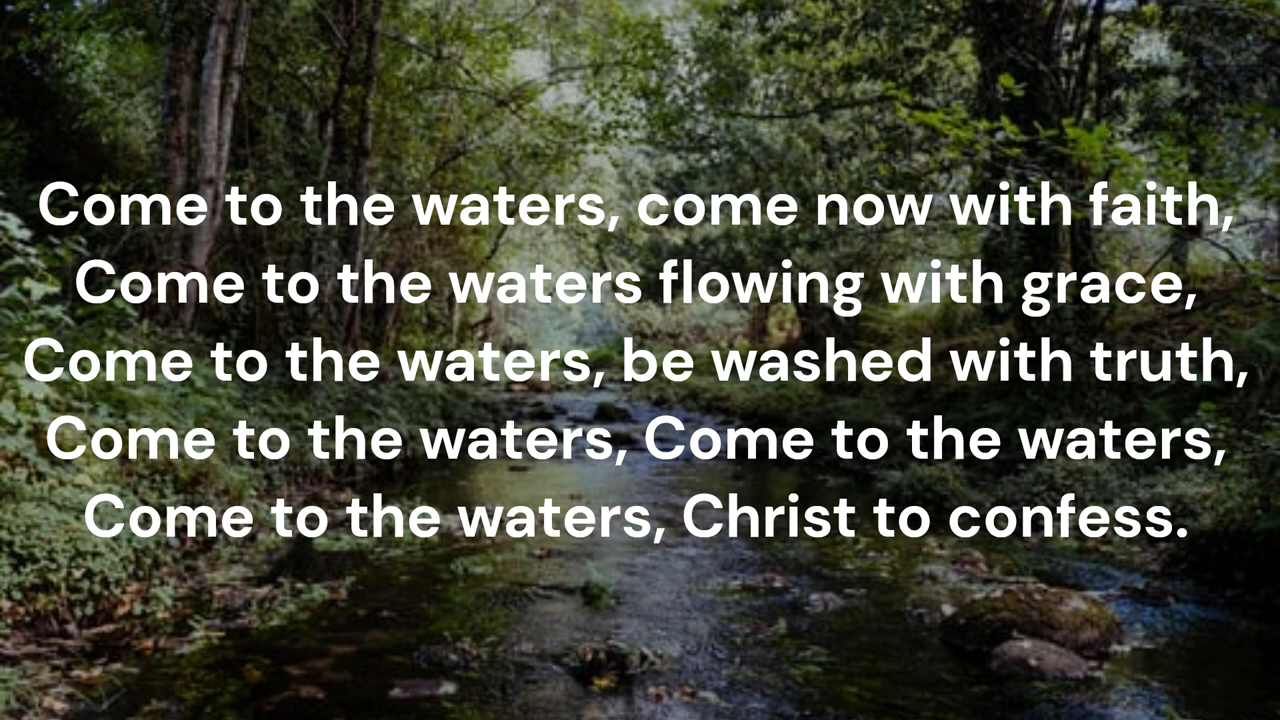 Come to the waters, come now with faith,
Come to the waters flowing with grace,
Come to the waters, be washed with truth,
Come to the waters, Come to the waters,
Come to the waters, Christ to confess.